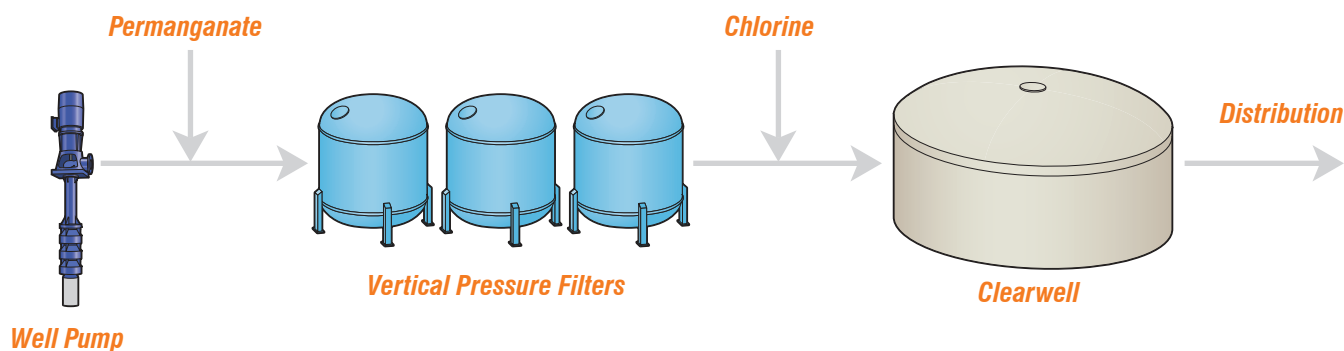 Permanganate
Chlorine
Distribution
Vertical Pressure Filters
Clearwell
Well Pump